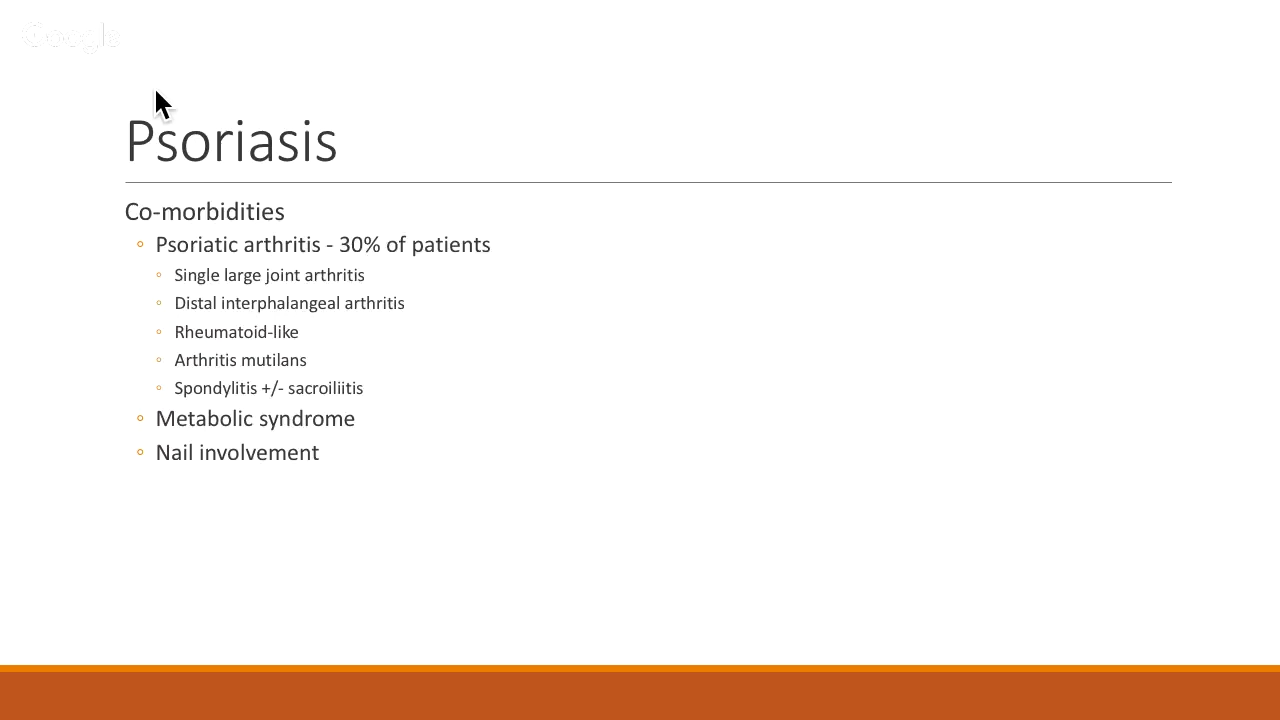 Google
Psoriasis
Co-morbidities
Psoriatic arthritis - 30% of patients
Single large joint arthritis
Distal interphalangeal arthritis
Rheumatoid-like
Arthritis mutilans
Spondylitis +/- sacroiliitis
Metabolic syndrome
Nail involvement